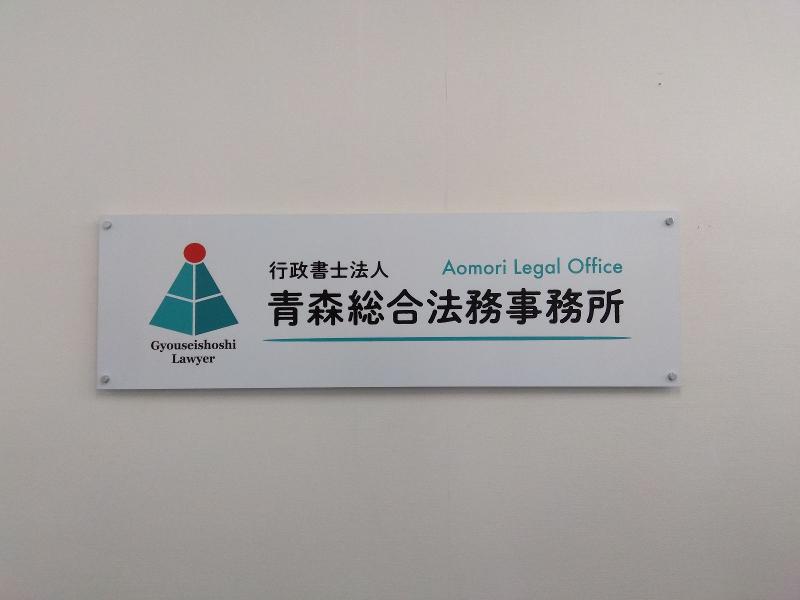 Gyouseishoshi
Lawyer
行政書士法人
Aomori Legal Office
青森総合法務事務所